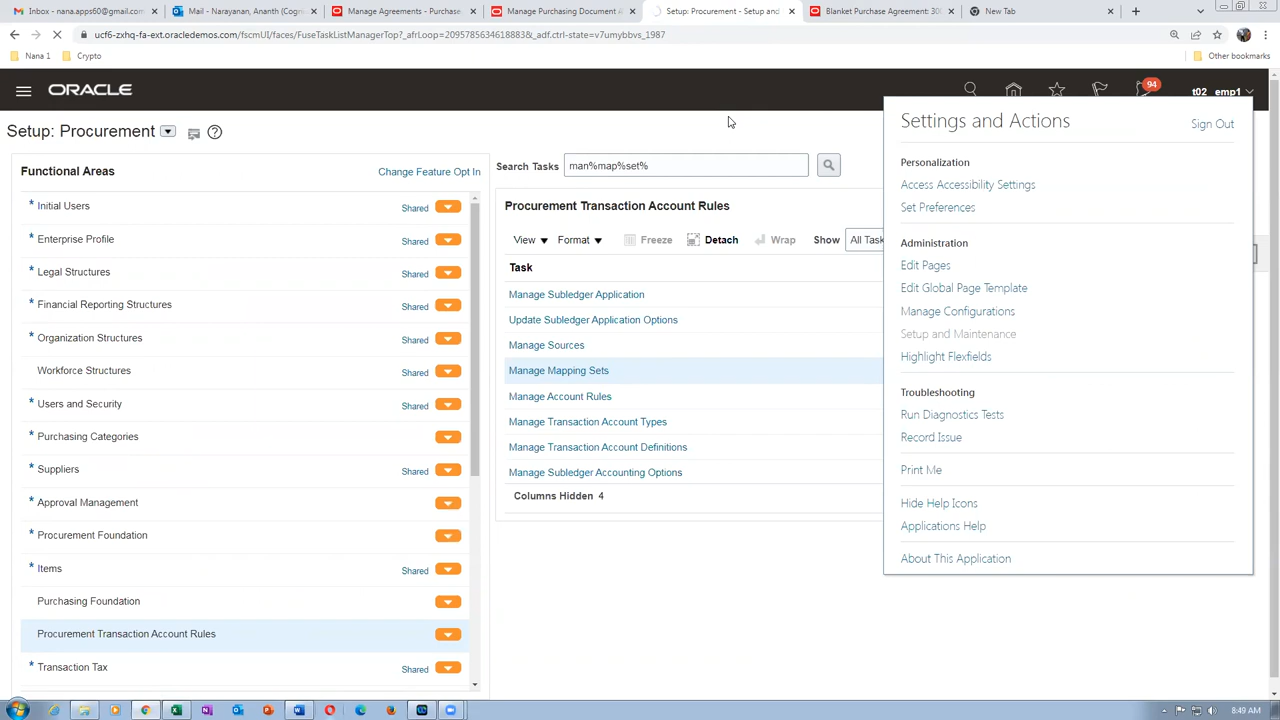 Inbox - nana.apps60@gmail.com
Mail - Narayanan, Ananth (Cogn
Manage Agreements - Purchase
Manage Purchasing Document A
Setup: Procurement - Setup and
Blanket Purchase Agreement: 300
New Tab
ucf6-zxhq-fa-ext.oracledemos.com/fscmUI/faces/FuseTaskListManagerTop?_afrLoop=20957856346188838&_adf.ctrl-state=v7umybbvs_1987
Nana 1
Crypto
Other bookmarks
ORACLE
94
t02_emp1
Setup: Procurement
Functional Areas
Change Feature Opt In
* Initial Users Shared
* Enterprise Profile Shared
* Legal Structures Shared
* Financial Reporting Structures Shared
* Organization Structures Shared
Workforce Structures Shared
* Users and Security Shared
* Purchasing Categories
* Suppliers Shared
* Approval Management
* Procurement Foundation
* Items Shared
Purchasing Foundation
Procurement Transaction Account Rules
* Transaction Tax Shared
Search Tasks man%map%set%
Procurement Transaction Account Rules
View Format Freeze Detach Wrap Show All Task
Task
Manage Subledger Application
Update Subledger Application Options
Manage Sources
Manage Mapping Sets
Manage Account Rules
Manage Transaction Account Types
Manage Transaction Account Definitions
Manage Subledger Accounting Options
Columns Hidden 4
Settings and Actions
Sign Out
Personalization
Access Accessibility Settings
Set Preferences
Administration
Edit Pages
Edit Global Page Template
Manage Configurations
Setup and Maintenance
Highlight Flexfields
Troubleshooting
Run Diagnostics Tests
Record Issue
Print Me
Hide Help Icons
Applications Help
About This Application
8:49 AM